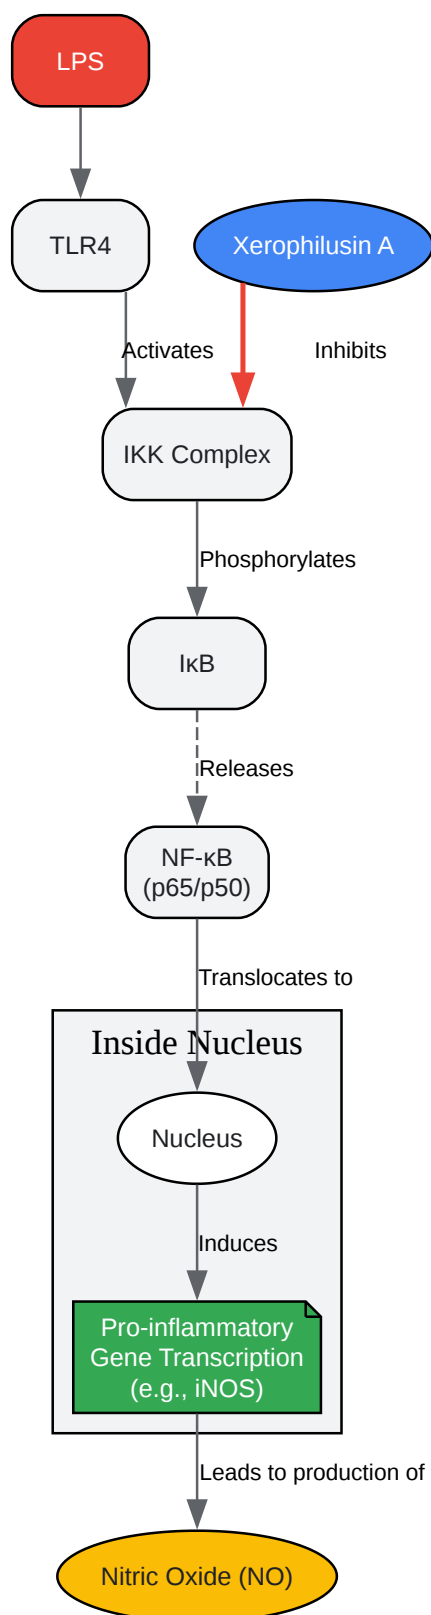 LPS
TLR4
Xerophilusin A
Activates
Inhibits
IKK Complex
Phosphorylates
IκB
Releases
NF-κB
(p65/p50)
Translocates to
Inside Nucleus
Nucleus
Induces
Pro-inflammatory
Gene Transcription
(e.g., iNOS)
Leads to production of
Nitric Oxide (NO)